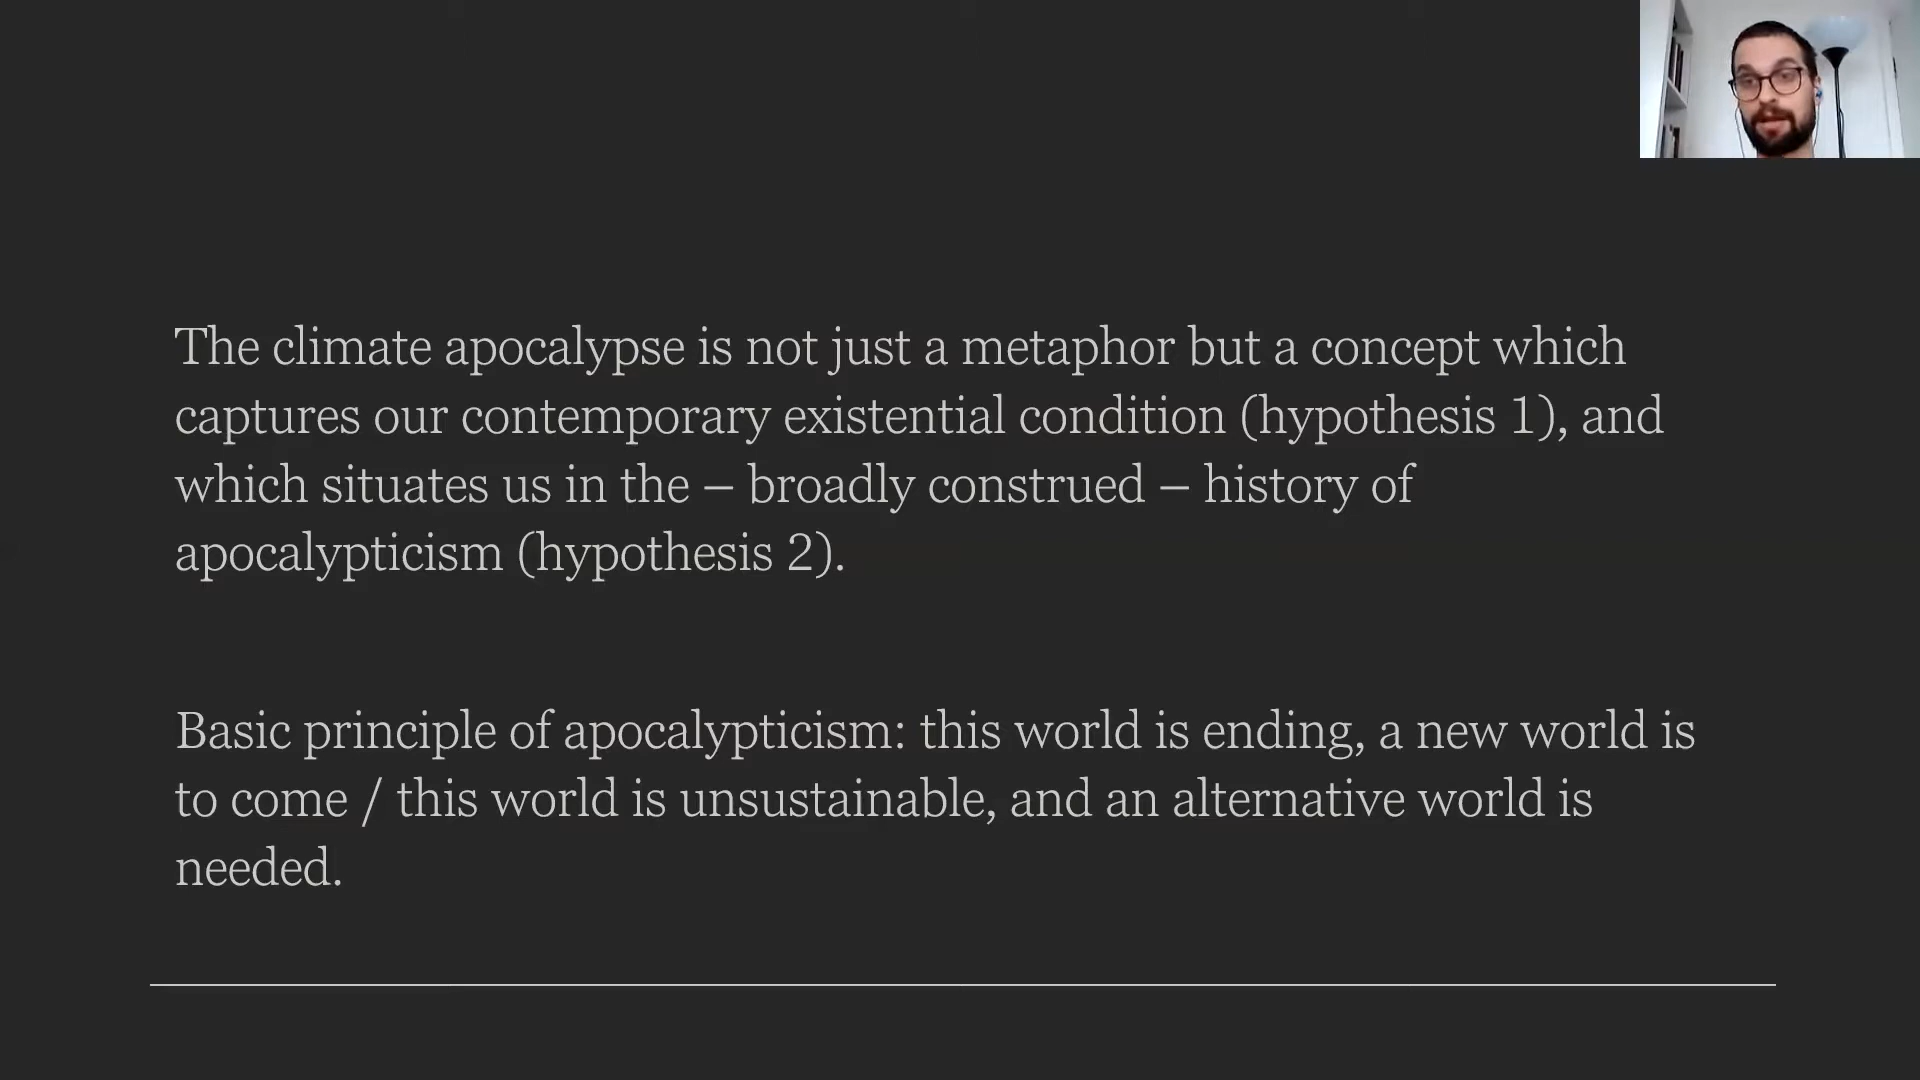 The climate apocalypse is not just a metaphor but a concept which
captures our contemporary existential condition (hypothesis 1), and
which situates us in the – broadly construed – history of
apocalypticism (hypothesis 2).
Basic principle of apocalypticism: this world is ending, a new world is
to come / this world is unsustainable, and an alternative world is
needed.